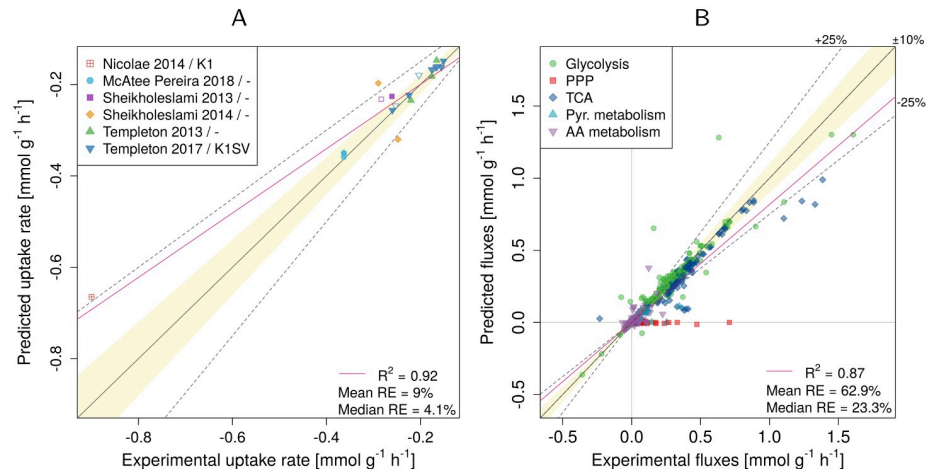 A
Predicted uptake rate [mmol g⁻¹ h⁻¹]
-0.2
-0.4
-0.6
-0.8
Nicolae 2014 / K1
McAtee Pereira 2018 / -
Sheikholeslami 2013 / -
Sheikholeslami 2014 / -
Templeton 2013 / -
Templeton 2017 / K1SV
R² = 0.92
Mean RE = 9%
Median RE = 4.1%
-0.8 -0.6 -0.4 -0.2
Experimental uptake rate [mmol g⁻¹ h⁻¹]
B
+25% ±10%
-25%
Predicted fluxes [mmol g⁻¹ h⁻¹]
1.5
1.0
0.5
0.0
-0.5
Glycolysis
PPP
TCA
Pyr. metabolism
AA metabolism
R² = 0.87
Mean RE = 62.9%
Median RE = 23.3%
-0.5 0.0 0.5 1.0 1.5
Experimental fluxes [mmol g⁻¹ h⁻¹]